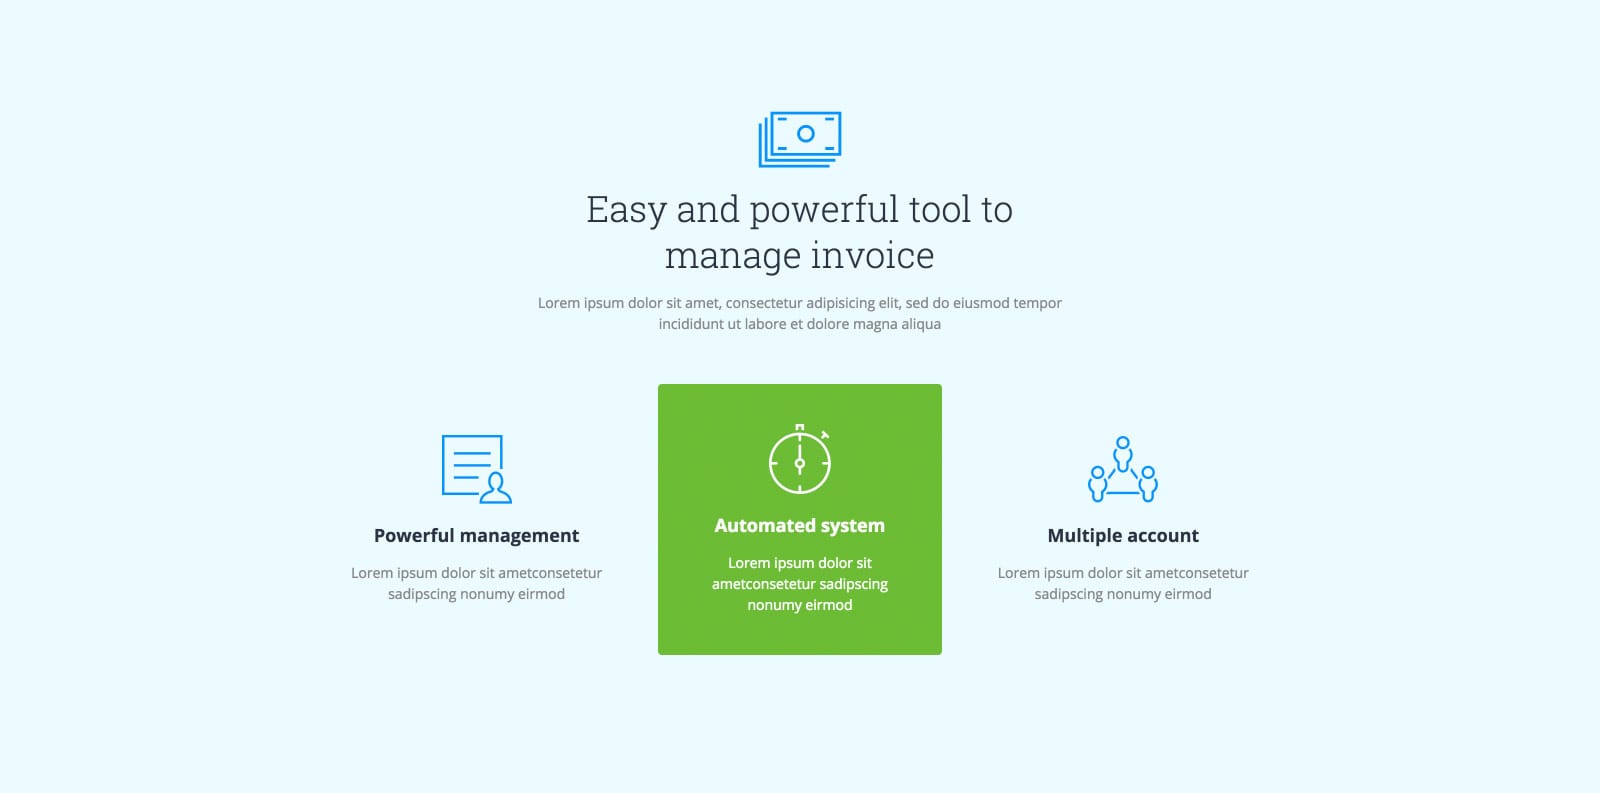 Easy and powerful tool to
manage invoice
Lorem ipsum dolor sit amet, consectetur adipisicing elit, sed do eiusmod tempor
incididunt ut labore et dolore magna aliqua
Powerful management
Lorem ipsum dolor sit ametconsetetur
sadipscing nonumy eirmod
Automated system
Lorem ipsum dolor sit
ametconsetetur sadipscing
nonumy eirmod
Multiple account
Lorem ipsum dolor sit ametconsetetur
sadipscing nonumy eirmod